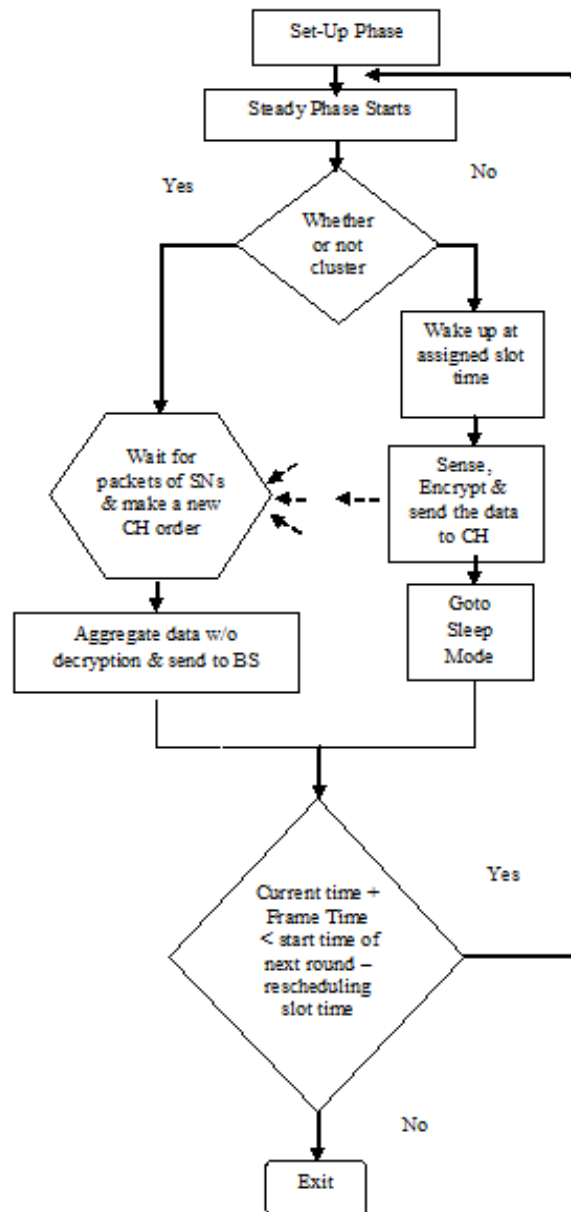 Set-Up Phase
Steady Phase Starts
Yes
No
Whether
or not
cluster
Wake up at
assigned slot
time
Wait for
packets of SNs
& make a new
CH order
Sense,
Encrypt &
send the data
to CH
Aggregate data w/o
decryption & send to BS
Goto
Sleep
Mode
Current time +
Frame Time
< start time of
next round –
rescheduling
slot time
Yes
No
Exit